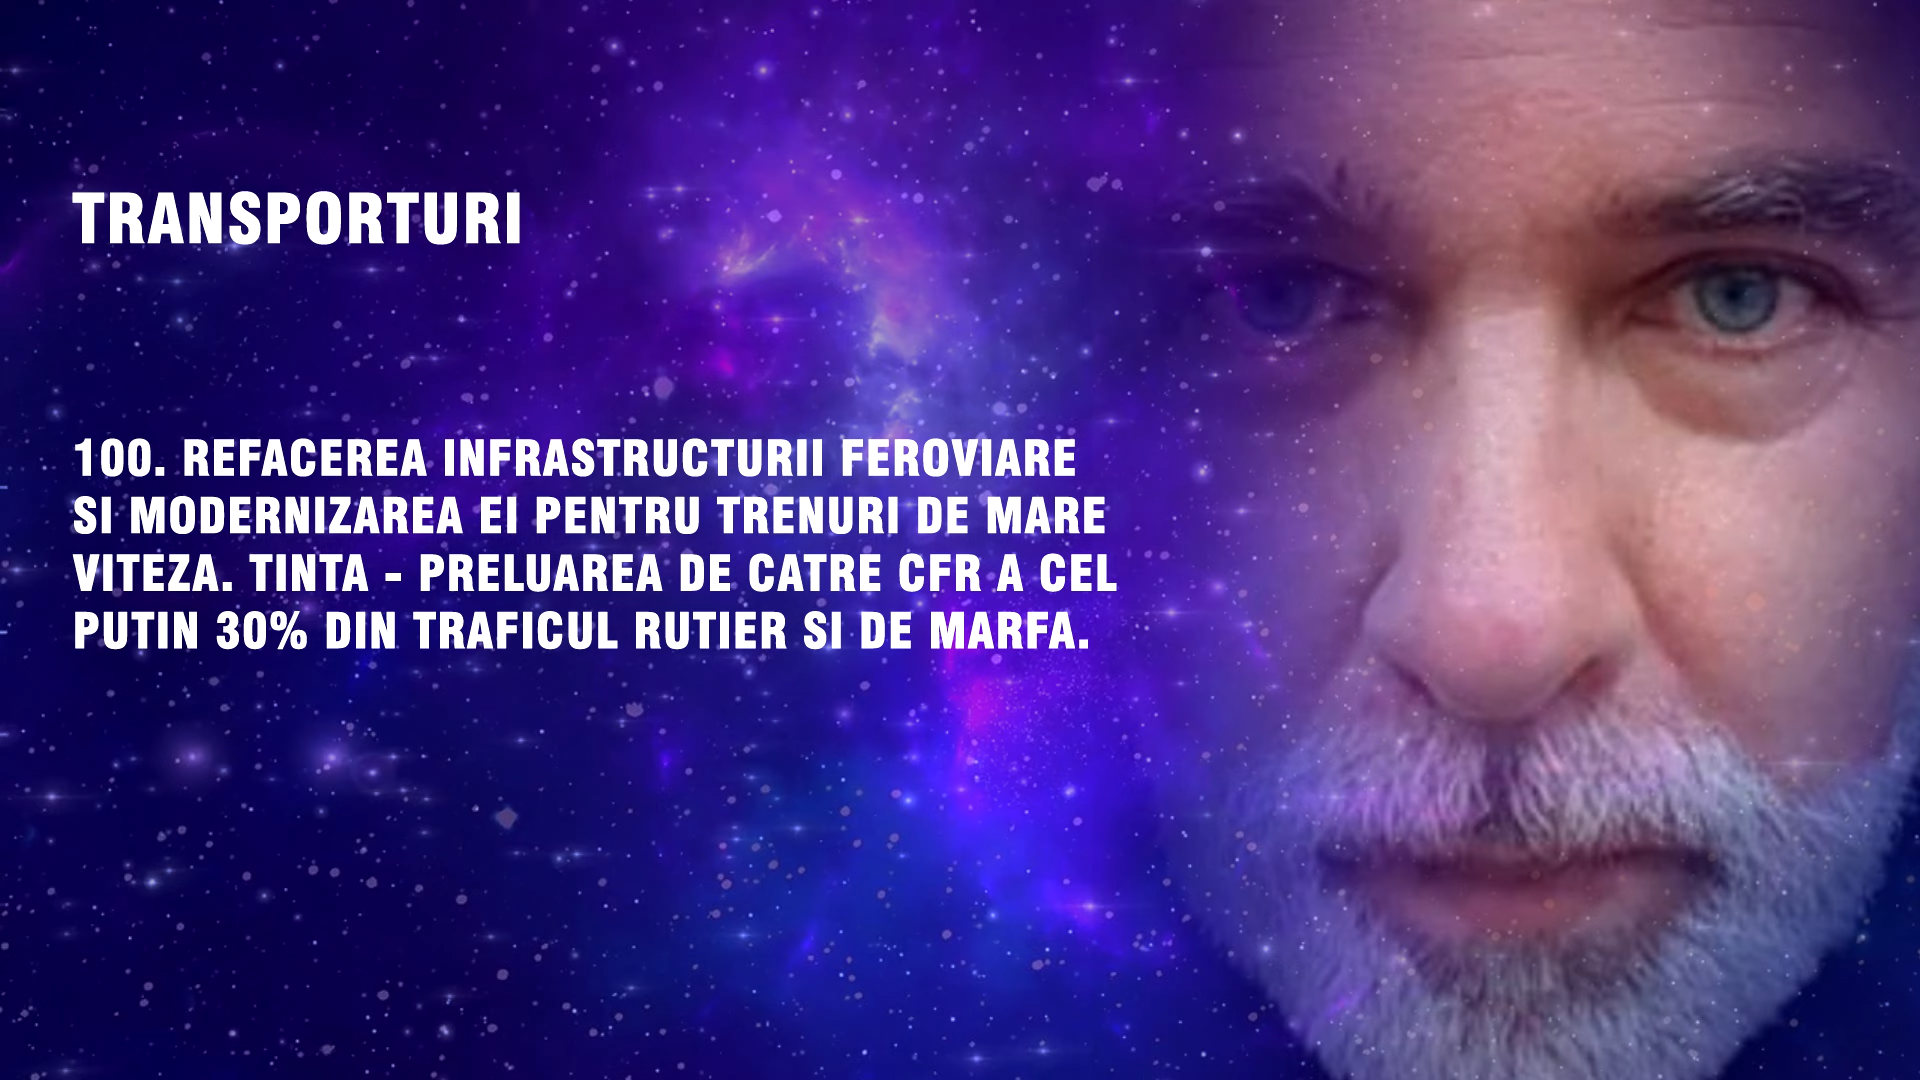 TRANSPORTURI
100. REFACEREA INFRASTRUCTURII FEROVIARE
SI MODERNIZAREA EI PENTRU TRENURI DE MARE
VITEZA. TINTA - PRELUAREA DE CATRE CFR A CEL
PUTIN 30% DIN TRAFICUL RUTIER SI DE MARFA.